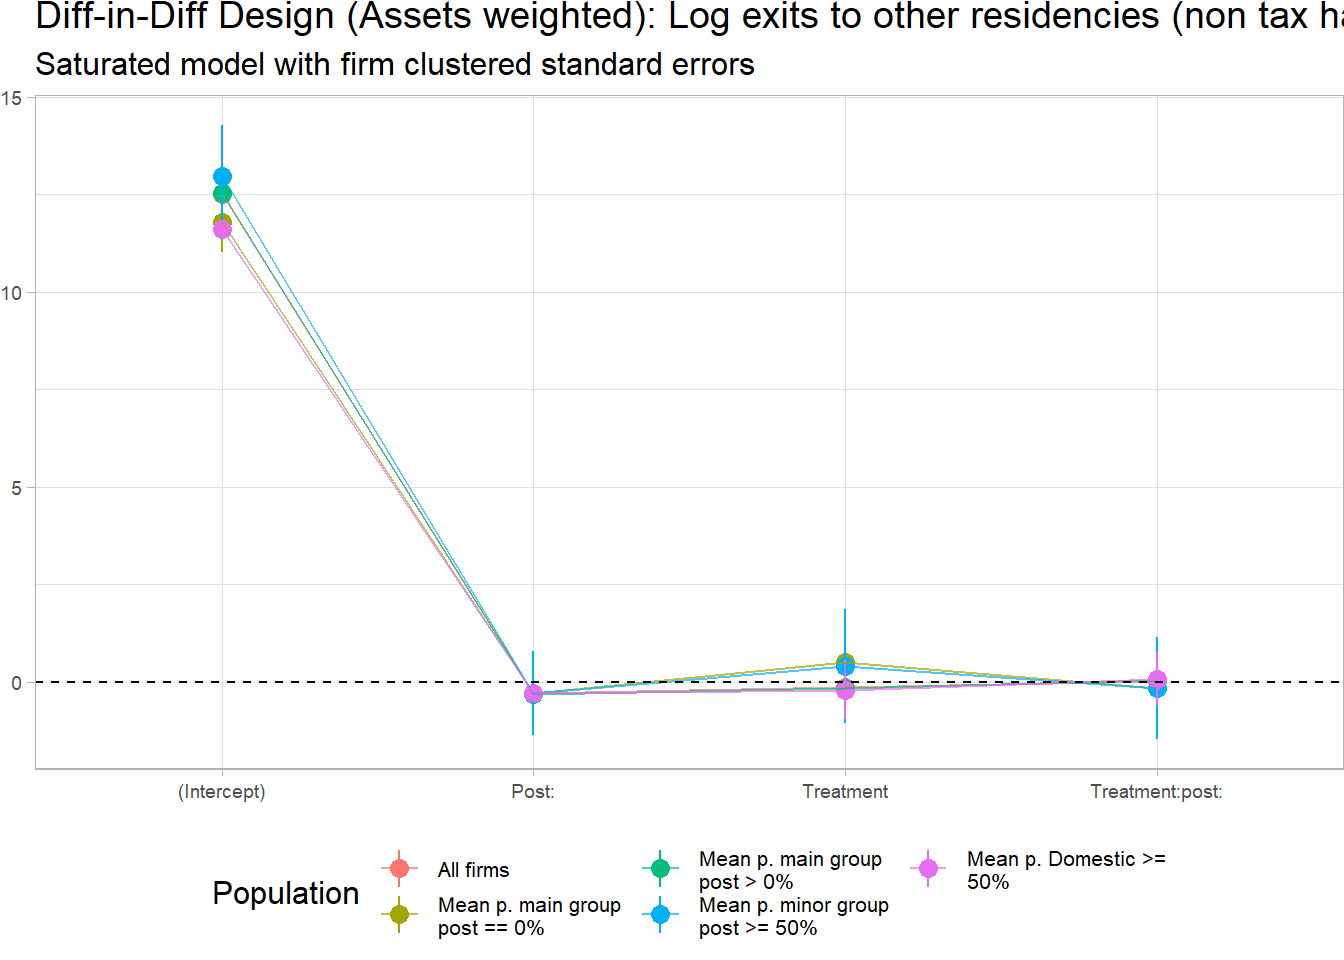 Diff-in-Diff Design (Assets weighted): Log exits to other residencies (non tax ha
Saturated model with firm clustered standard errors
15
10
5
0
(Intercept)
Post:
Treatment
Treatment:post:
Population
All firms
Mean p. main group
post == 0%
Mean p. main group
post > 0%
Mean p. minor group
post >= 50%
Mean p. Domestic >=
50%